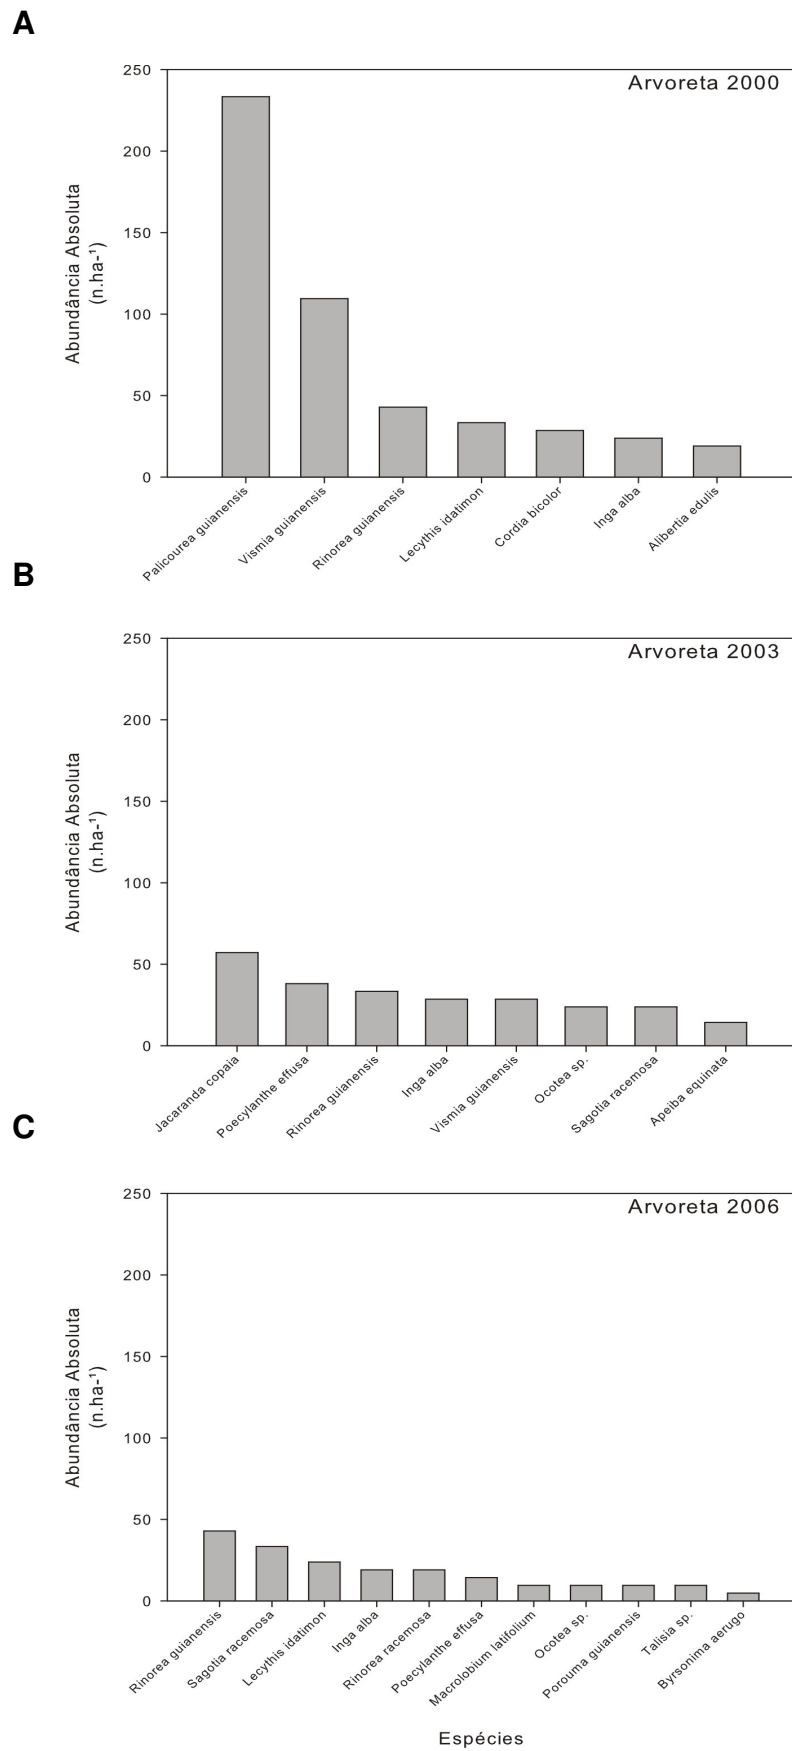 A
Arvoreta 2000
Abundância Absoluta
(n.ha-¹)
250
200
150
100
50
0
Palicourea guianensis
Vismia guianensis
Rinorea guianensis
Lecythis idatimon
Cordia bicolor
Inga alba
Alibertia edulis
B
Arvoreta 2003
Abundância Absoluta
(n.ha-¹)
250
200
150
100
50
0
Jacaranda copaia
Poecylanthe effusa
Rinorea guianensis
Inga alba
Vismia guianensis
Ocotea sp.
Sagotia racemosa
Apeiba equinata
C
Arvoreta 2006
Abundância Absoluta
(n.ha-¹)
250
200
150
100
50
0
Rinorea guianensis
Sagotia racemosa
Lecythis idatimon
Inga alba
Rinorea racemosa
Poecylanthe effusa
Macrolobium latifolium
Ocotea sp.
Porouma guianensis
Talisia sp.
Byrsonima aerugo
Espécies